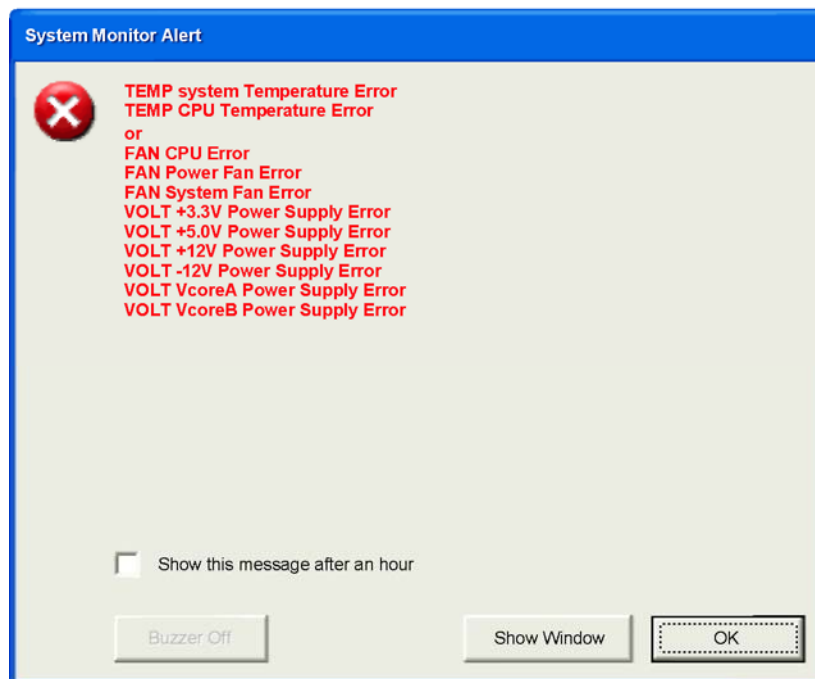 System Monitor Alert
TEMP system Temperature Error
TEMP CPU Temperature Error
or
FAN CPU Error
FAN Power Fan Error
FAN System Fan Error
VOLT +3.3V Power Supply Error
VOLT +5.0V Power Supply Error
VOLT +12V Power Supply Error
VOLT -12V Power Supply Error
VOLT VcoreA Power Supply Error
VOLT VcoreB Power Supply Error
Show this message after an hour
Buzzer Off
Show Window
OK